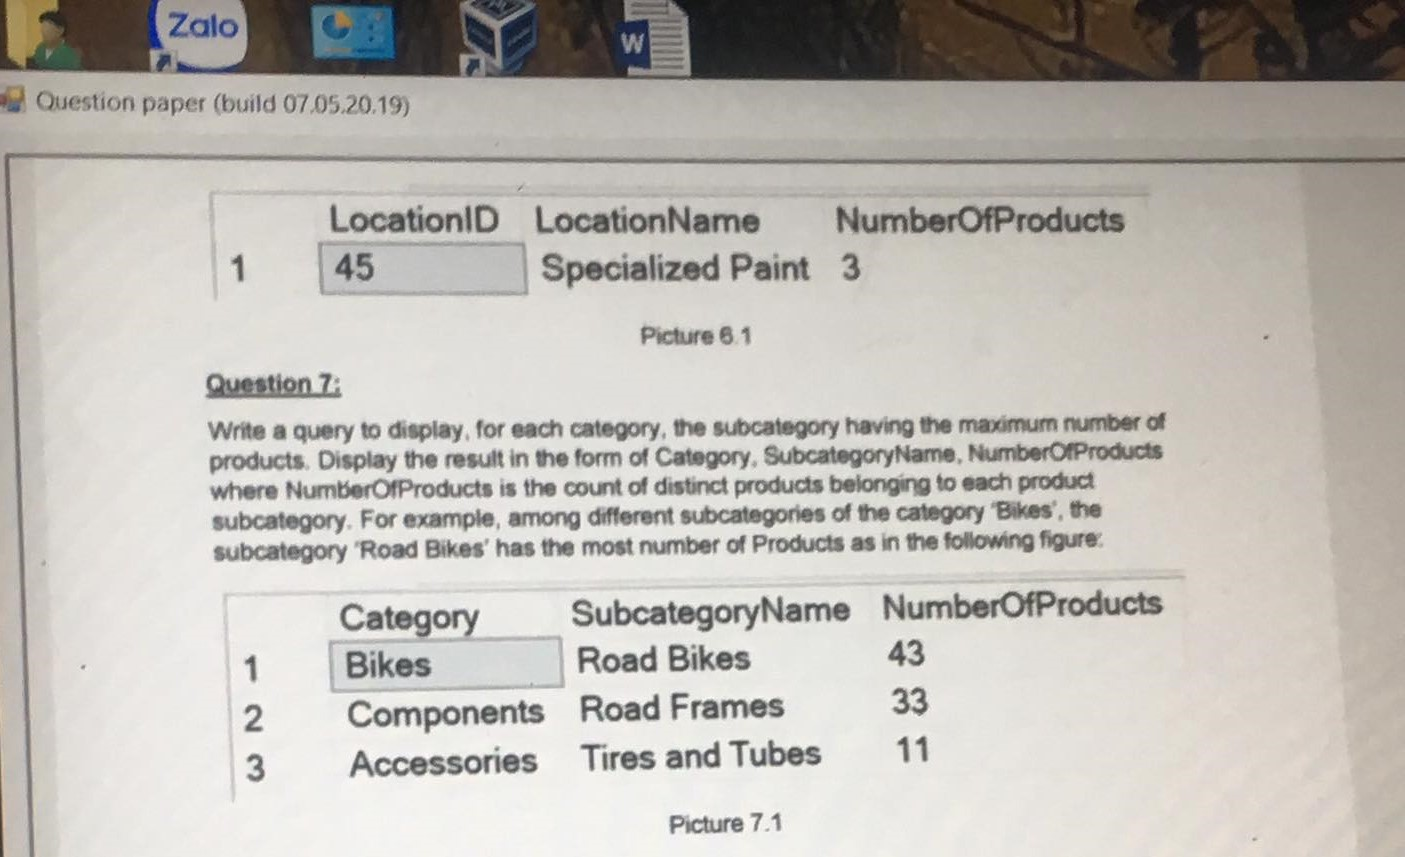 Zalo
W
Question paper (build 07.05.20.19)
LocationID LocationName NumberOfProducts
1 45 Specialized Paint 3
Picture 6.1
Question 7:
Write a query to display, for each category, the subcategory having the maximum number of
products. Display the result in the form of Category, SubcategoryName, NumberOfProducts
where NumberOfProducts is the count of distinct products belonging to each product
subcategory. For example, among different subcategories of the category 'Bikes', the
subcategory 'Road Bikes' has the most number of Products as in the following figure:
Category SubcategoryName NumberOfProducts
1 Bikes Road Bikes 43
2 Components Road Frames 33
3 Accessories Tires and Tubes 11
Picture 7.1